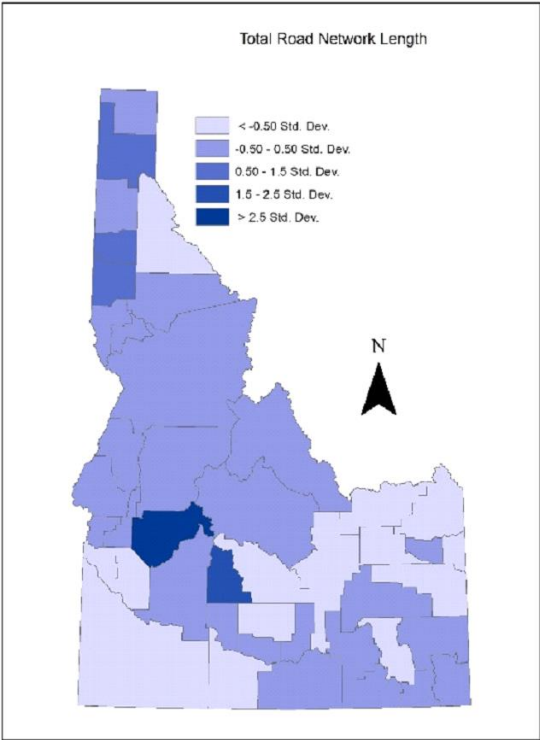 Total Road Network Length
< -0.50 Std. Dev.
-0.50 - 0.50 Std. Dev.
0.50 - 1.5 Std. Dev.
1.5 - 2.5 Std. Dev.
> 2.5 Std. Dev.
N